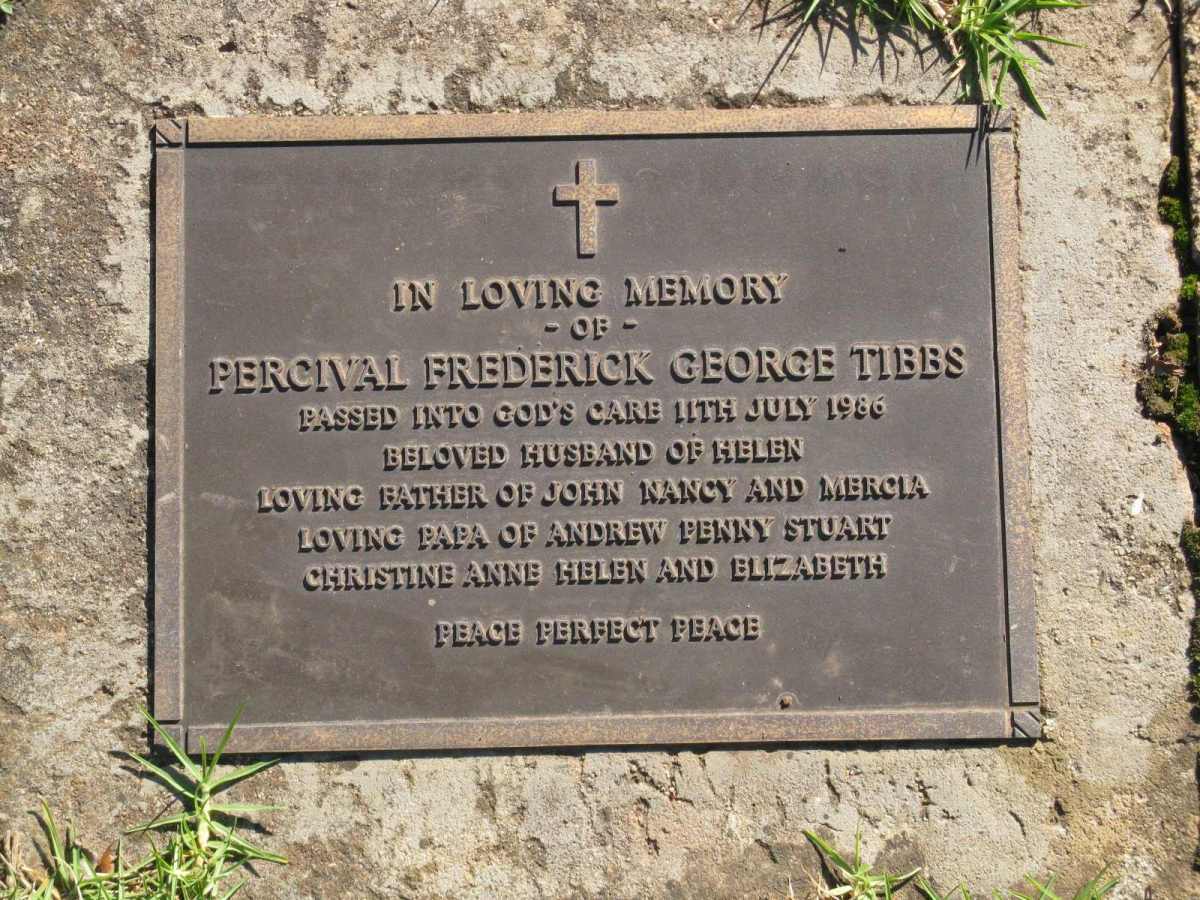 IN LOVING MEMORY
- OF -
PERCIVAL FREDERICK GEORGE TIBBS
PASSED INTO GOD'S CARE 11TH JULY 1986
BELOVED HUSBAND OF HELEN
LOVING FATHER OF JOHN NANCY AND MERCIA
LOVING PAPA OF ANDREW PENNY STUART
CHRISTINE ANNE HELEN AND ELIZABETH
PEACE PERFECT PEACE